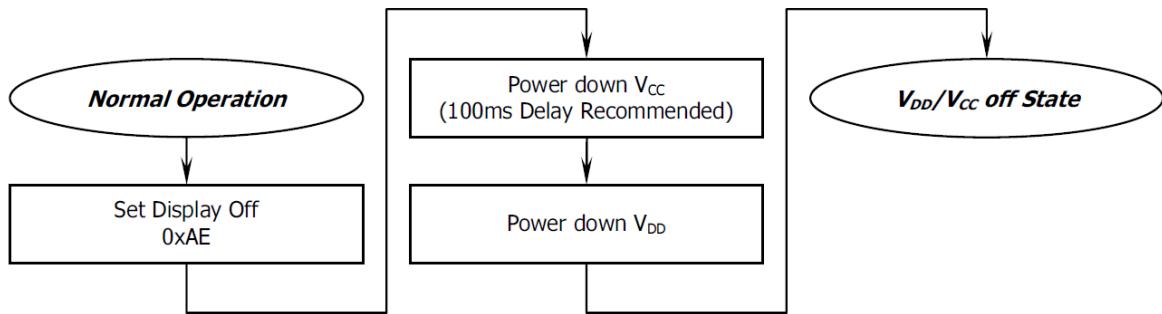 Normal Operation
Set Display Off
0xAE
Power down VCC
(100ms Delay Recommended)
Power down VDD
VDD/VCC off State